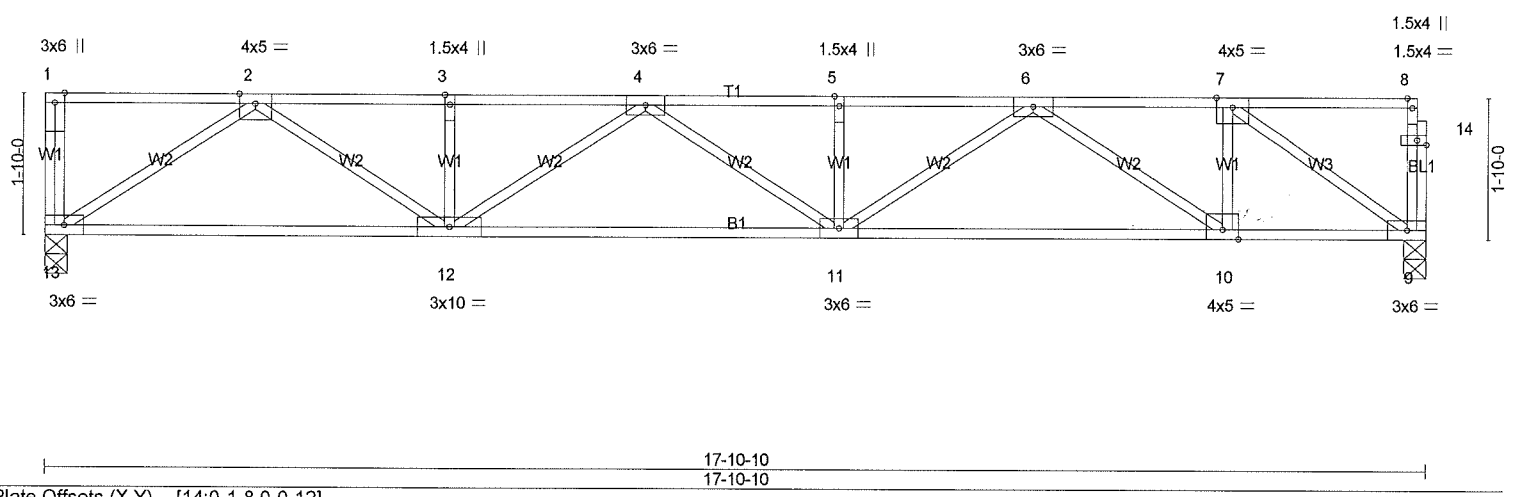 1.5x4 ||
3x6 || 4x5 = 1.5x4 || 3x6 = 1.5x4 || 3x6 = 4x5 = 1.5x4 =
1 2 3 4 5 6 7 8
T1
14
1-10-0 W1 W2 W2 W1 W2 W2 W1 W2 W2 W1 W3 BL1 1-10-0
B1
13 12 11 10 9
3x6 = 3x10 = 3x6 = 4x5 = 3x6 =
17-10-10
17-10-10
Plate Offsets (X,Y)-- [14:0-1-8,0-0-12]